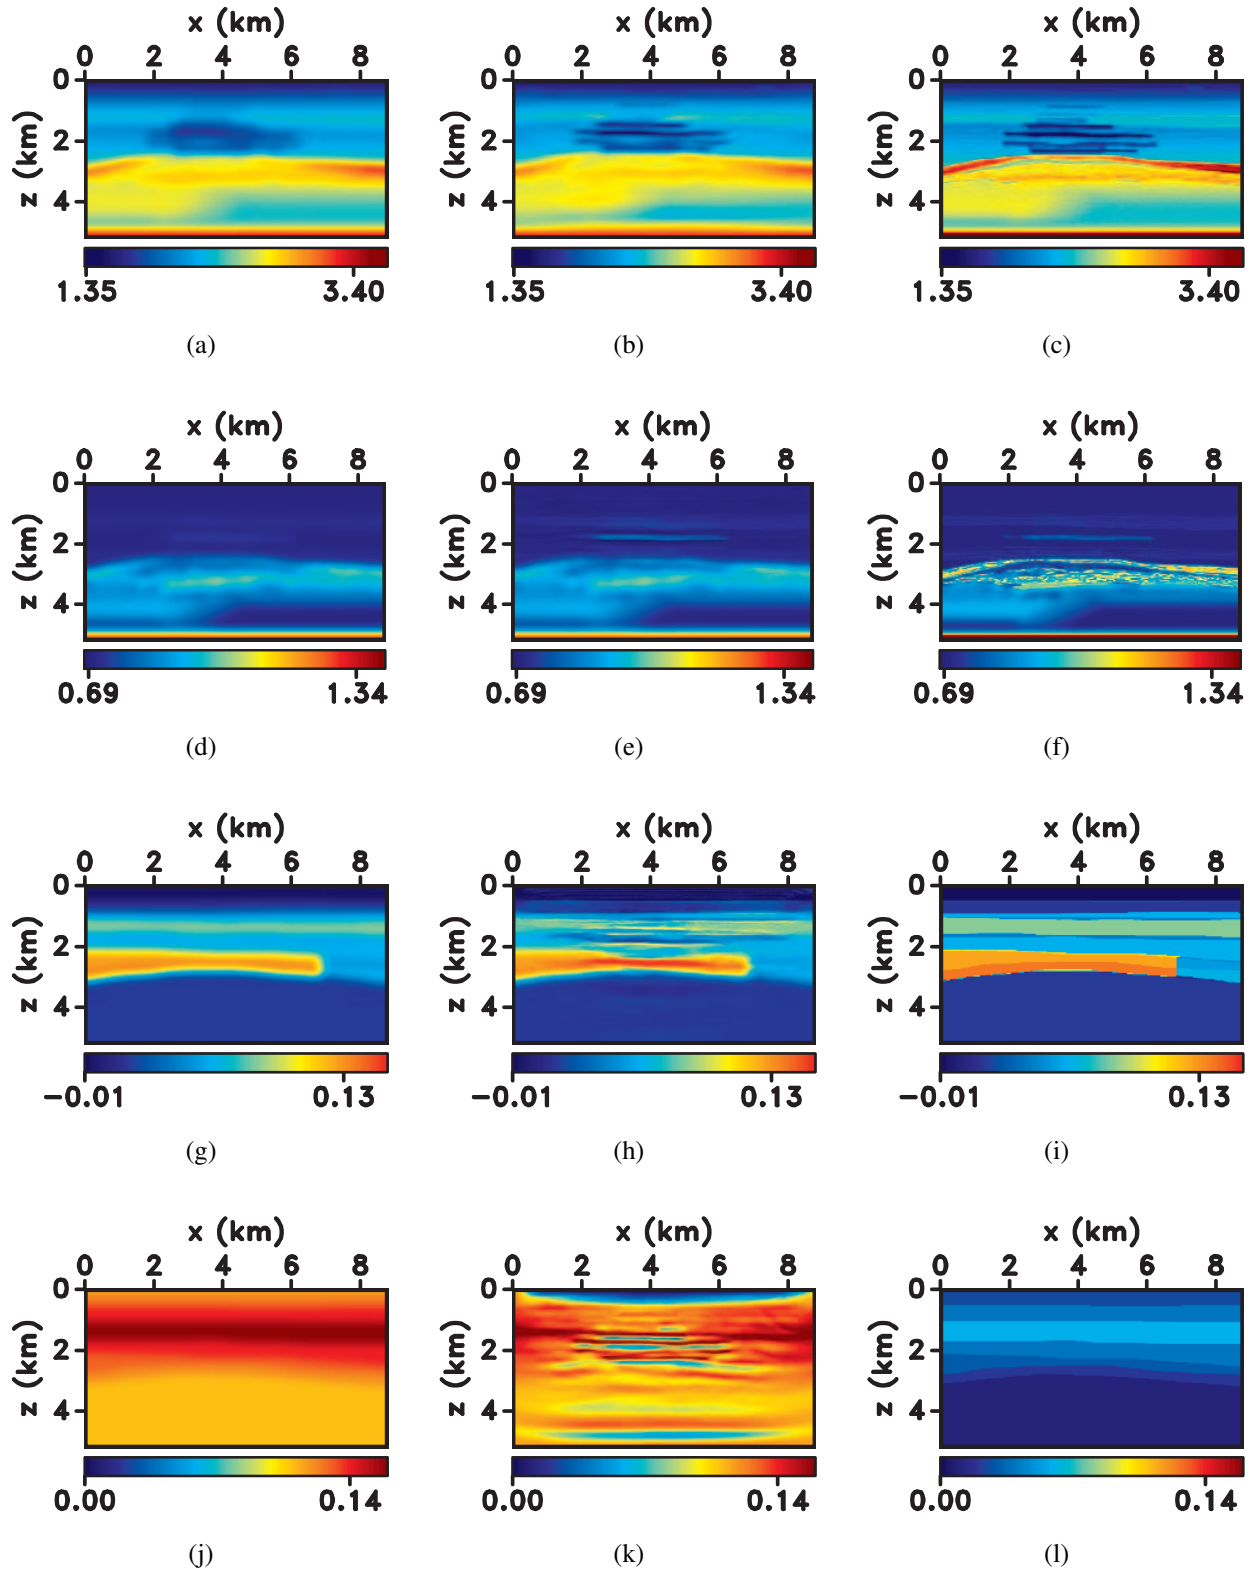 x (km) x (km) x (km)
0 2 4 6 8 0 2 4 6 8 0 2 4 6 8
0 0 0
2 2 2
4 4 4
z (km) z (km) z (km)
1.35 3.40 1.35 3.40 1.35 3.40
(a) (b) (c)
x (km) x (km) x (km)
0 2 4 6 8 0 2 4 6 8 0 2 4 6 8
0 0 0
2 2 2
4 4 4
z (km) z (km) z (km)
0.69 1.34 0.69 1.34 0.69 1.34
(d) (e) (f)
x (km) x (km) x (km)
0 2 4 6 8 0 2 4 6 8 0 2 4 6 8
0 0 0
2 2 2
4 4 4
z (km) z (km) z (km)
−0.01 0.13 −0.01 0.13 −0.01 0.13
(g) (h) (i)
x (km) x (km) x (km)
0 2 4 6 8 0 2 4 6 8 0 2 4 6 8
0 0 0
2 2 2
4 4 4
z (km) z (km) z (km)
0.00 0.14 0.00 0.14 0.00 0.14
(j) (k) (l)